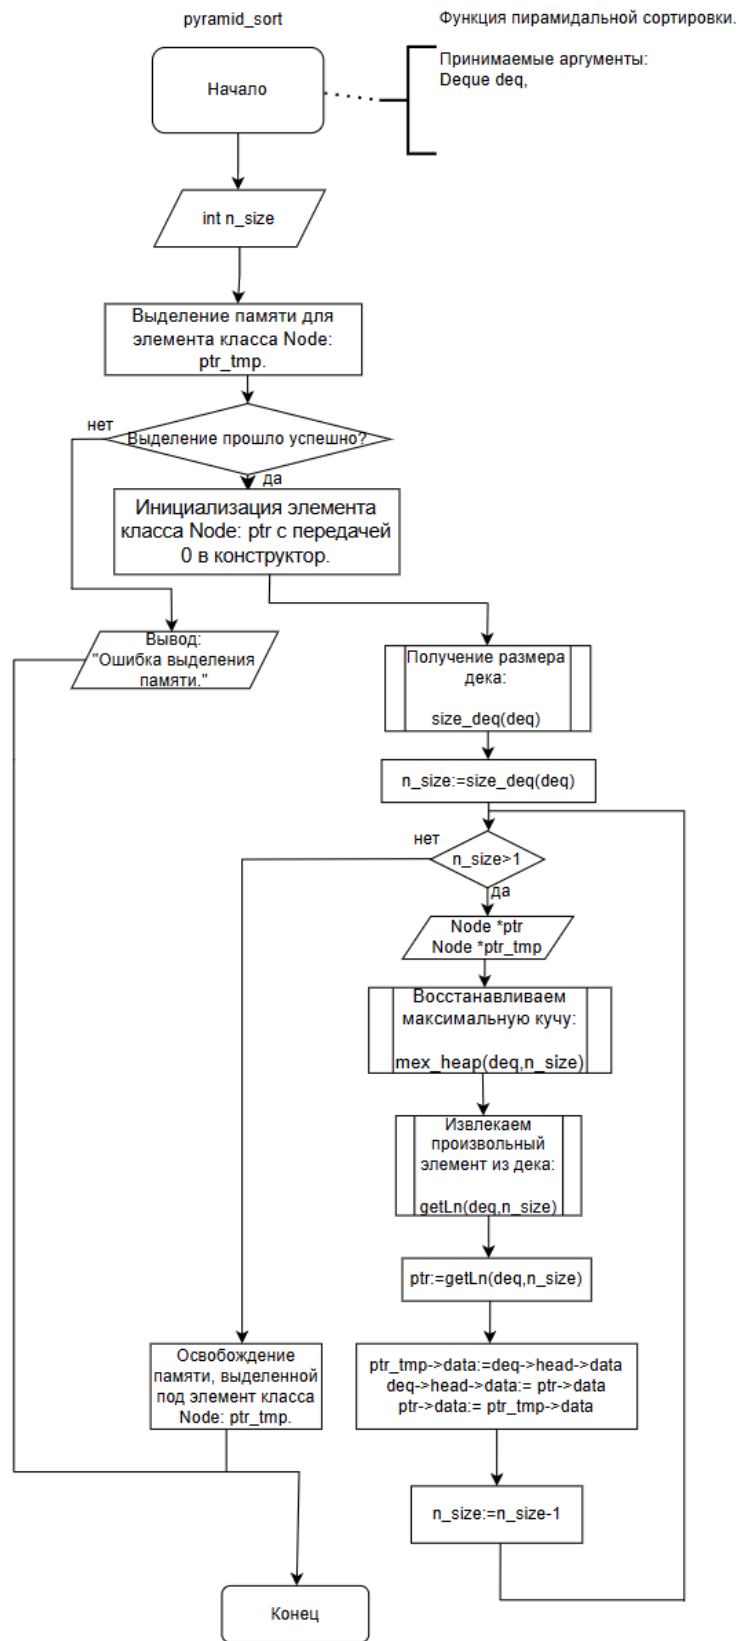 pyramid_sort
Функция пирамидальной сортировки.
Принимаемые аргументы:
Deque deq,
Начало
int n_size
Выделение памяти для
элемента класса Node:
ptr_tmp.
Выделение прошло успешно?
нет
да
Инициализация элемента
класса Node: ptr с передачей
0 в конструктор.
Вывод:
"Ошибка выделения
памяти."
Получение размера
дека:
size_deq(deq)
n_size:=size_deq(deq)
n_size>1
нет
да
Node *ptr
Node *ptr_tmp
Восстанавливаем
максимальную кучу:
mex_heap(deq,n_size)
Извлекаем
произвольный
элемент из дека:
getLn(deq,n_size)
ptr:=getLn(deq,n_size)
ptr_tmp->data:=deq->head->data
deq->head->data:= ptr->data
ptr->data:= ptr_tmp->data
n_size:=n_size-1
Освобождение
памяти, выделенной
под элемент класса
Node: ptr_tmp.
Конец